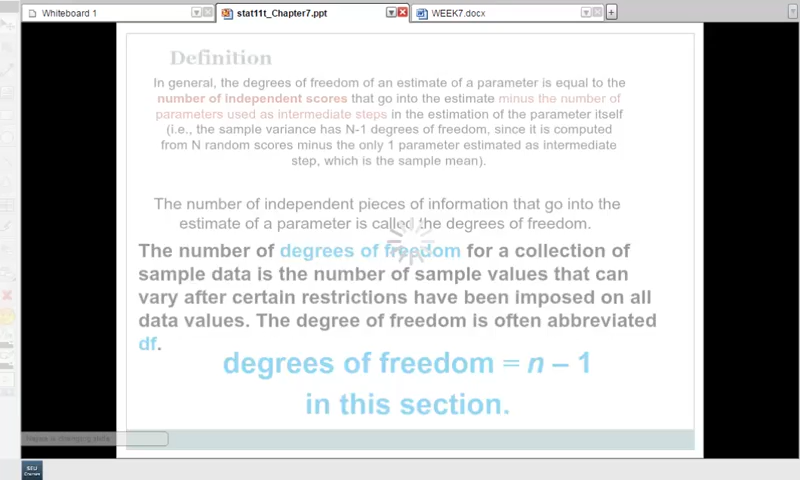 Whiteboard 1
stat11t_Chapter7.ppt
WEEK7.docx
Definition
In general, the degrees of freedom of an estimate of a parameter is equal to the
number of independent scores that go into the estimate minus the number of
parameters used as intermediate steps in the estimation of the parameter itself
(i.e., the sample variance has N-1 degrees of freedom, since it is computed
from N random scores minus the only 1 parameter estimated as intermediate
step, which is the sample mean).
The number of independent pieces of information that go into the
estimate of a parameter is called the degrees of freedom.
The number of degrees of freedom for a collection of
sample data is the number of sample values that can
vary after certain restrictions have been imposed on all
data values. The degree of freedom is often abbreviated
df.
degrees of freedom = n – 1
in this section.
SEU